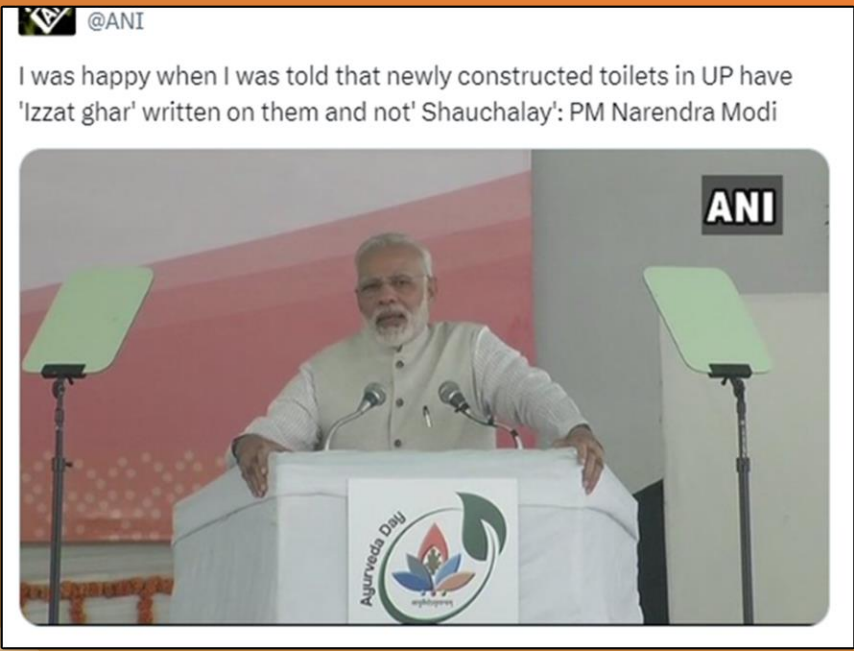 @ANI
I was happy when I was told that newly constructed toilets in UP have
'Izzat ghar' written on them and not' Shauchalay': PM Narendra Modi
ANI
Ayurveda Day